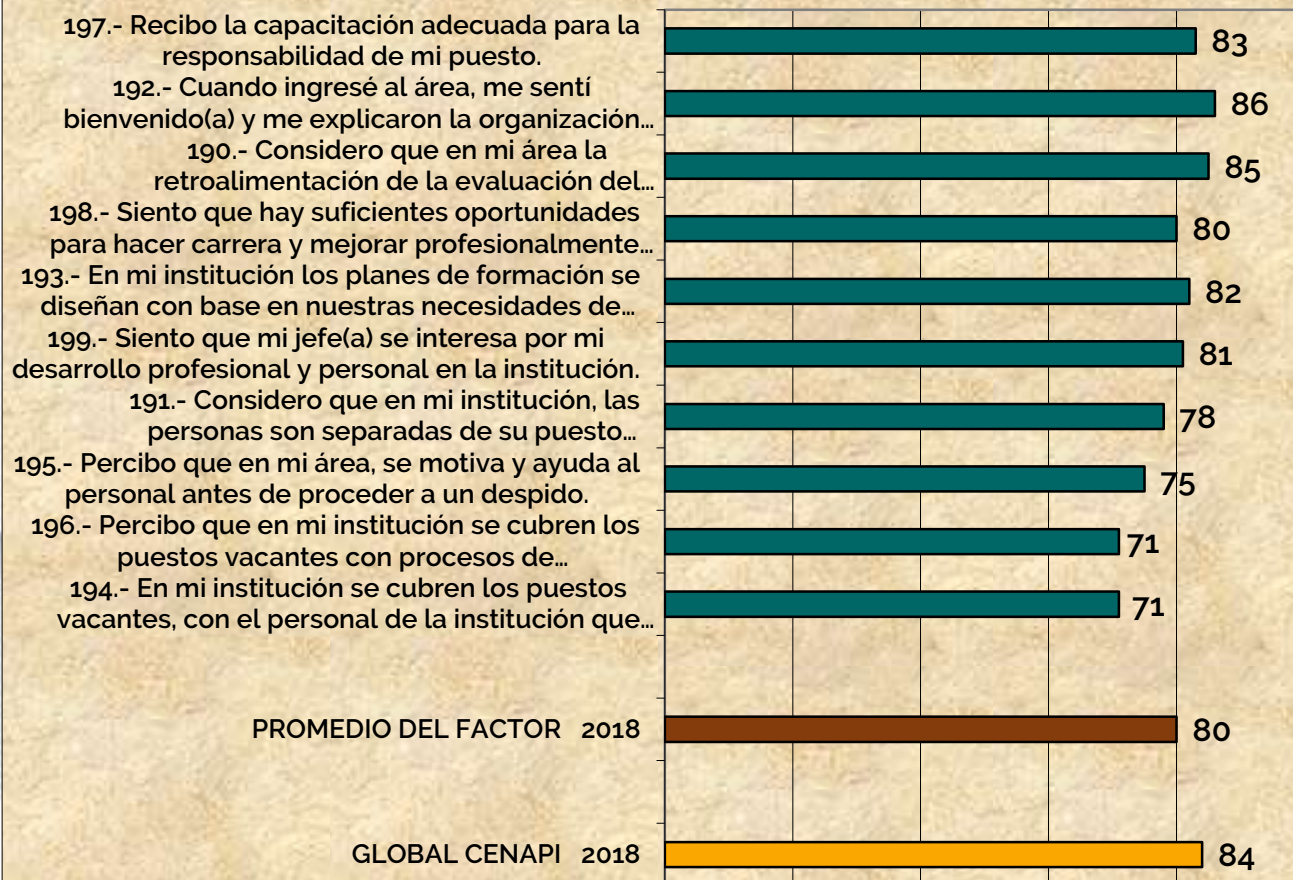 197.- Recibo la capacitación adecuada para la
responsabilidad de mi puesto.
83
192.- Cuando ingresé al área, me sentí
bienvenido(a) y me explicaron la organización...
86
190.- Considero que en mi área la
retroalimentación de la evaluación del...
85
198.- Siento que hay suficientes oportunidades
para hacer carrera y mejorar profesionalmente...
80
193.- En mi institución los planes de formación se
diseñan con base en nuestras necesidades de...
82
199.- Siento que mi jefe(a) se interesa por mi
desarrollo profesional y personal en la institución.
81
191.- Considero que en mi institución, las
personas son separadas de su puesto...
78
195.- Percibo que en mi área, se motiva y ayuda al
personal antes de proceder a un despido.
75
196.- Percibo que en mi institución se cubren los
puestos vacantes con procesos de...
71
194.- En mi institución se cubren los puestos
vacantes, con el personal de la institución que...
71
PROMEDIO DEL FACTOR 2018
80
GLOBAL CENAPI 2018
84